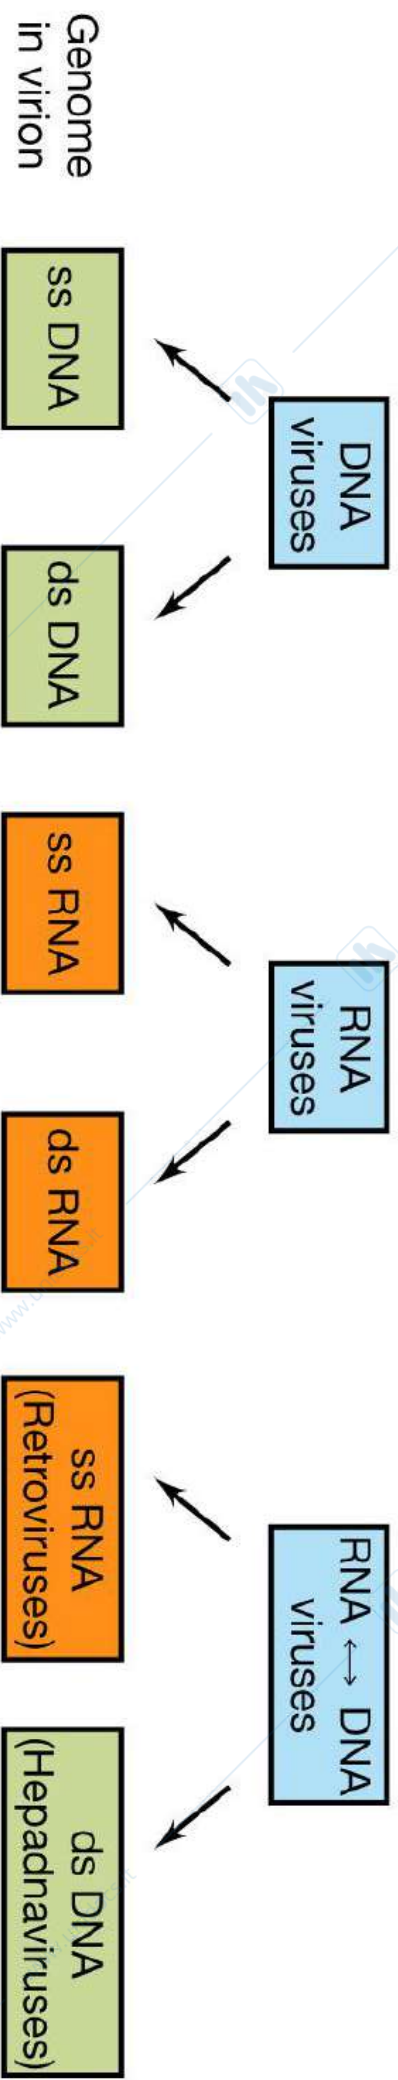 DNA
viruses
RNA
viruses
RNA ⟷ DNA
viruses
Genome
in virion
ss DNA
ds DNA
ss RNA
ds RNA
ss RNA
(Retroviruses)
ds DNA
(Hepadnaviruses)